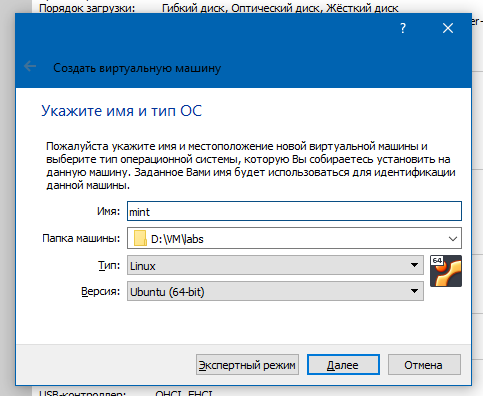 Порядок загрузки: Гибкий диск, Оптический диск, Жёсткий диск
?
Создать виртуальную машину
Укажите имя и тип ОС
Пожалуйста укажите имя и местоположение новой виртуальной машины и
выберите тип операционной системы, которую Вы собираетесь установить на
данную машину. Заданное Вами имя будет использоваться для идентификации
данной машины.
Имя: mint
Папка машины: D:\VM\labs
Тип: Linux
64
Версия: Ubuntu (64-bit)
Экспертный режим Далее Отмена
USB-контроллер: OHCI, EHCI